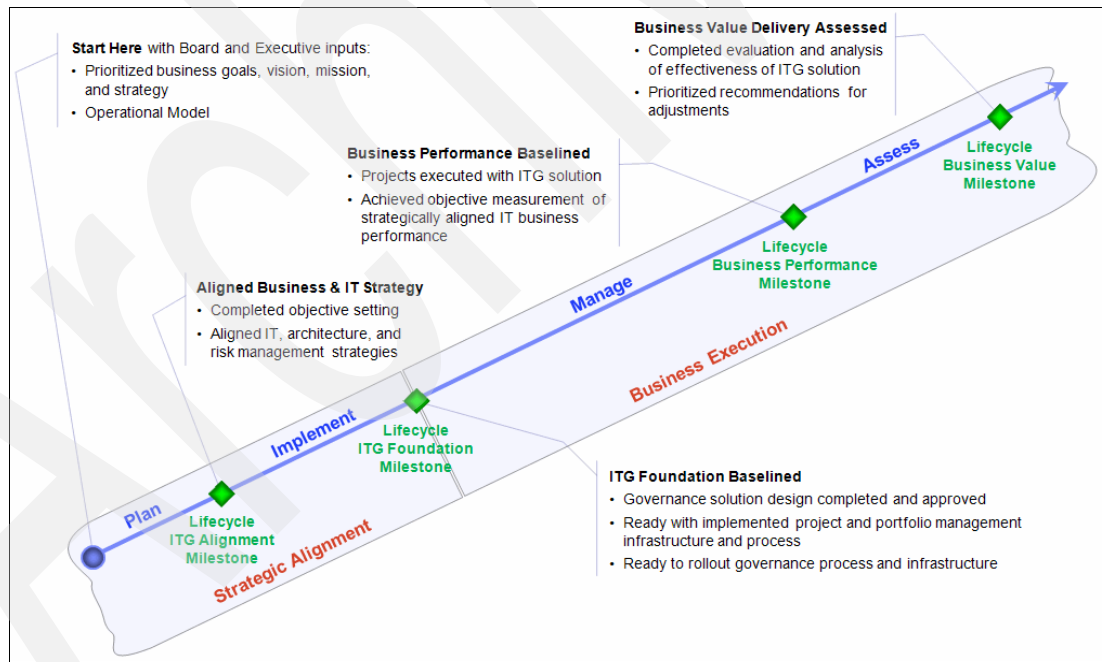 Start Here with Board and Executive inputs:
• Prioritized business goals, vision, mission,
and strategy
• Operational Model
Business Value Delivery Assessed
• Completed evaluation and analysis
of effectiveness of ITG solution
• Prioritized recommendations for
adjustments
Business Performance Baselined
• Projects executed with ITG solution
• Achieved objective measurement of
strategically aligned IT business
performance
Aligned Business & IT Strategy
• Completed objective setting
• Aligned IT, architecture, and
risk management strategies
Plan
Implement
Manage
Assess
Lifecycle
ITG Alignment
Milestone
Lifecycle
ITG Foundation
Milestone
Lifecycle
Business Performance
Milestone
Lifecycle
Business Value
Milestone
Strategic Alignment
Business Execution
ITG Foundation Baselined
• Governance solution design completed and approved
• Ready with implemented project and portfolio management
infrastructure and process
• Ready to rollout governance process and infrastructure